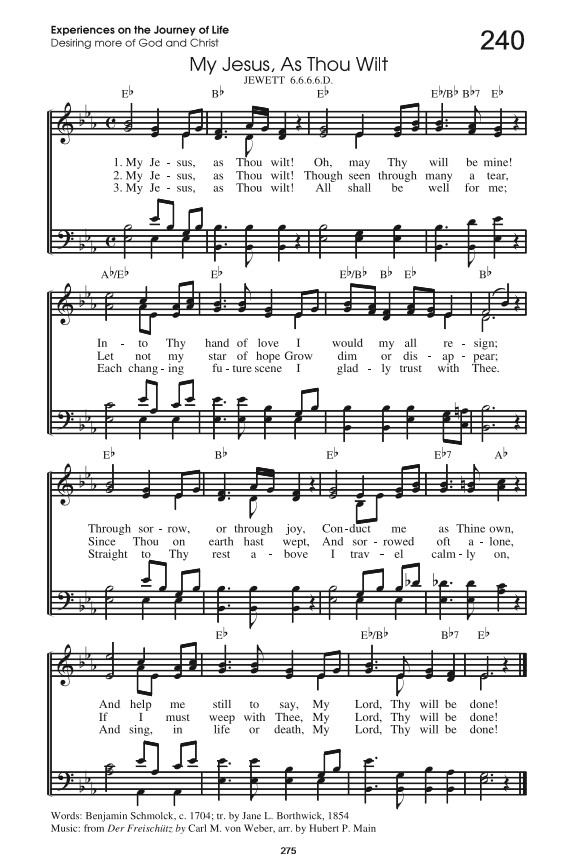 Experiences on the Journey of Life
Desiring more of God and Christ
240
My Jesus, As Thou Wilt
JEWETT 6.6.6.6.D.
E♭ B♭ E♭ E♭/B♭ B♭7 E♭
1. My Je - sus, as Thou wilt! Oh, may Thy will be mine!
2. My Je - sus, as Thou wilt! Though seen through many a tear,
3. My Je - sus, as Thou wilt! All shall be well for me;
A♭/E♭ E♭ E♭/B♭ B♭ E♭ B♭
In - to Thy hand of love I would my all re - sign;
Let not my star of hope Grow dim or dis - ap - pear;
Each chang - ing fu - ture scene I glad - ly trust with Thee.
E♭ B♭ E♭ E♭7 A♭
Through sor - row, or through joy, Con - duct me as Thine own,
Since Thou on earth hast wept, And sor - rowed oft a - lone,
Straight to Thy rest a - bove I trav - el calm - ly on,
E♭ E♭/B♭ B♭7 E♭
And help me still to say, My Lord, Thy will be done!
If I must weep with Thee, My Lord, Thy will be done!
And sing, in life or death, My Lord, Thy will be done!
Words: Benjamin Schmolck, c. 1704; tr. by Jane L. Borthwick, 1854
Music: from Der Freischütz by Carl M. von Weber, arr. by Hubert P. Main
275